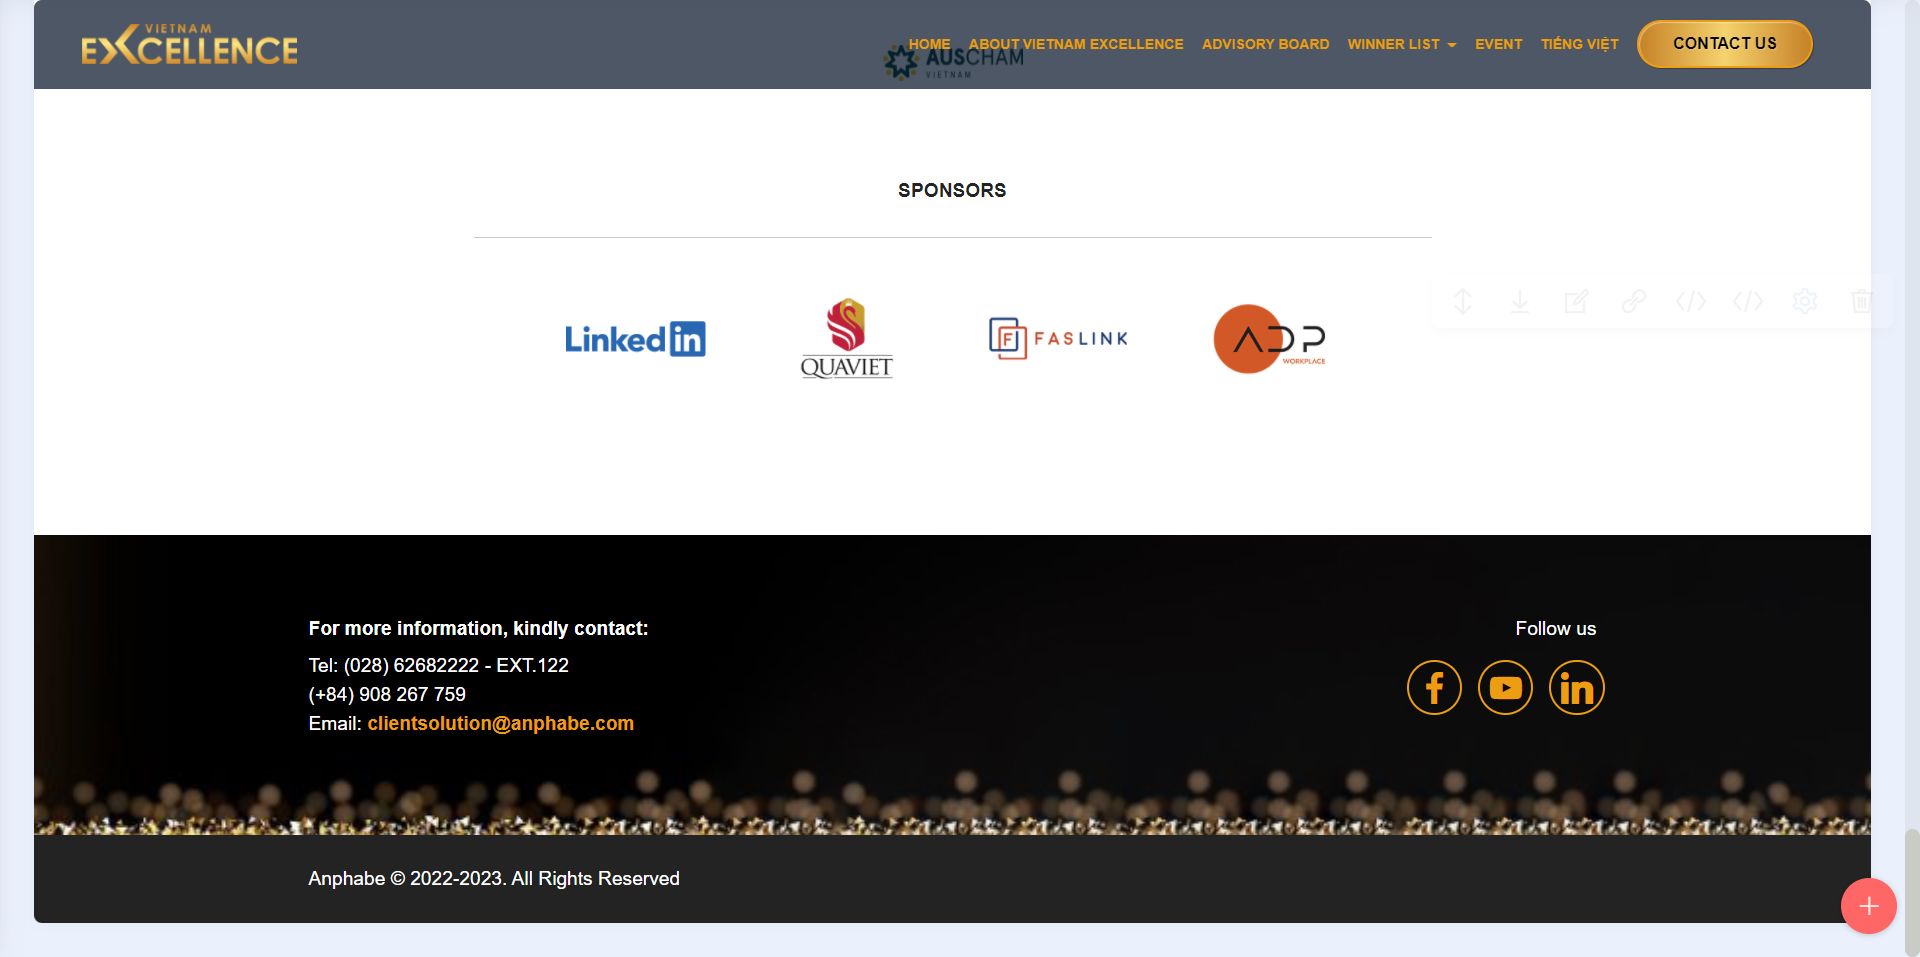 VIETNAM
EXCELLENCE
HOME ABOUT VIETNAM EXCELLENCE ADVISORY BOARD WINNER LIST EVENT TIẾNG VIỆT CONTACT US
AUSCHAM
VIETNAM
SPONSORS
Linked in
QUAVIET
F FASLINK
ADP
WORKPLACE
For more information, kindly contact:
Tel: (028) 62682222 - EXT.122
(+84) 908 267 759
Email: clientsolution@anphabe.com
Follow us
Anphabe © 2022-2023. All Rights Reserved